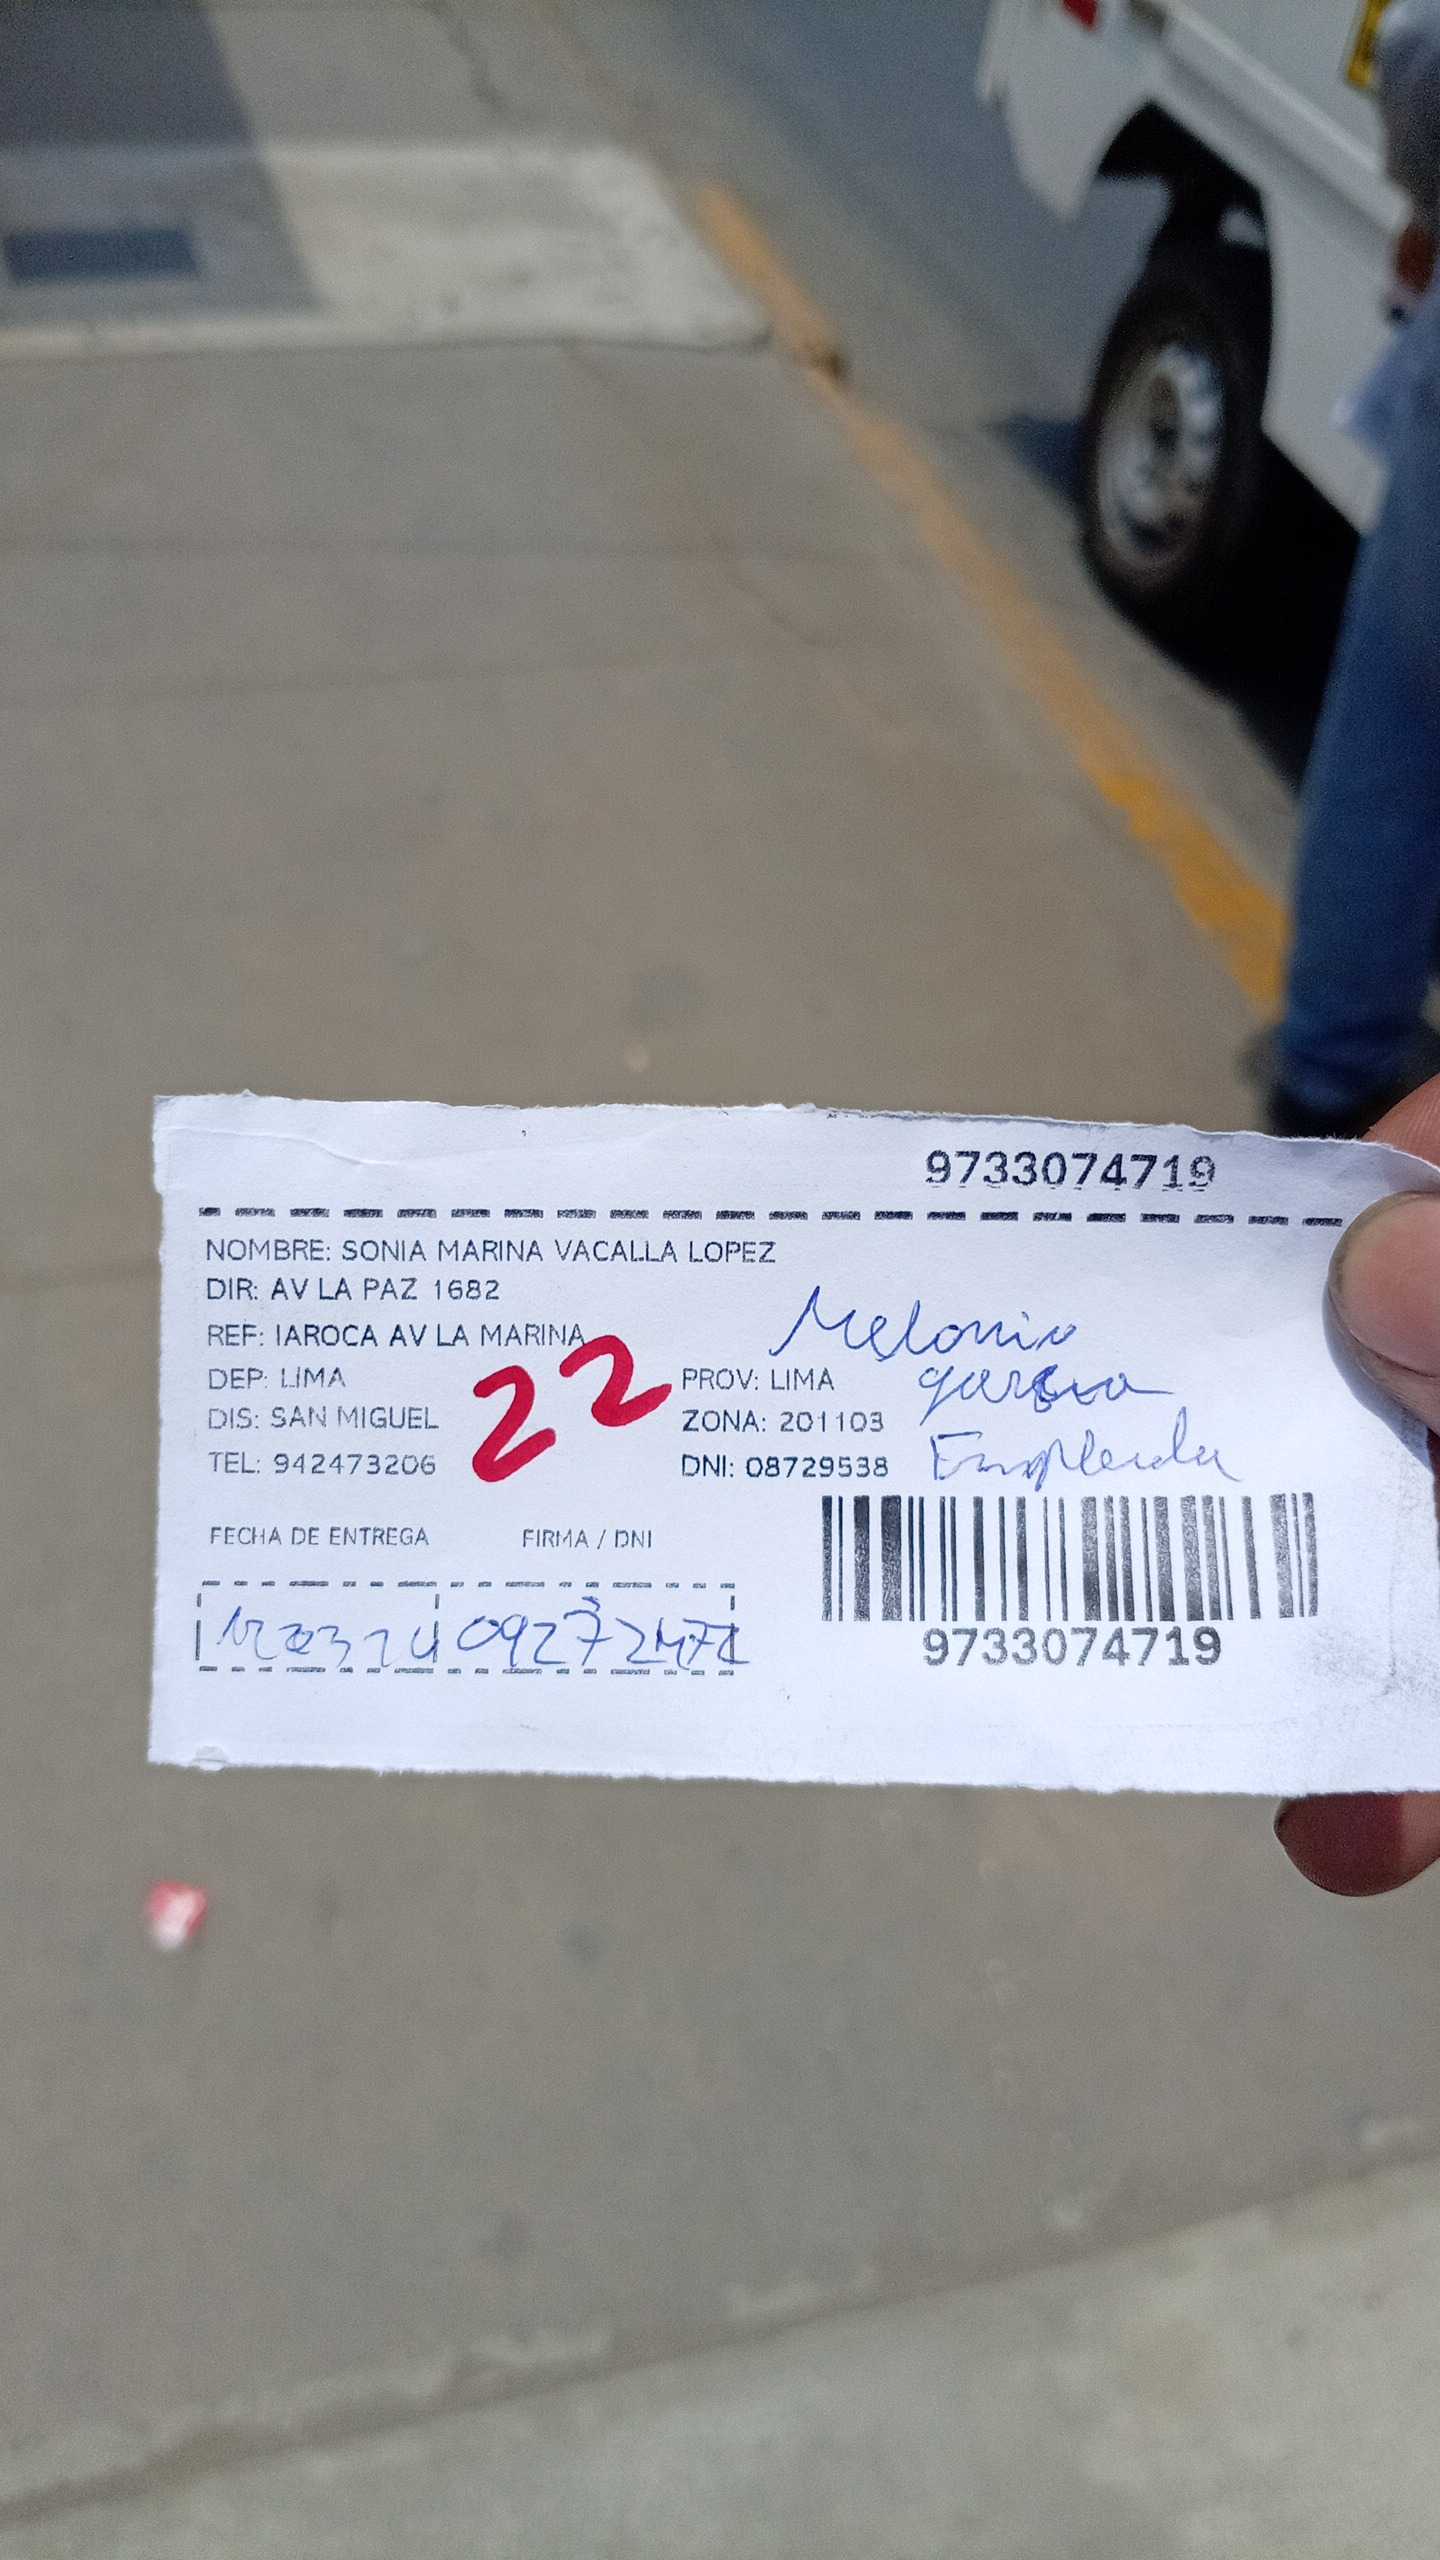 9733074719
NOMBRE: SONIA MARINA VACALLA LOPEZ
DIR: AV LA PAZ 1682
REF: IAROCA AV LA MARINA
Melonio
DEP: LIMA
22
PROV: LIMA
garcia
DIS: SAN MIGUEL
ZONA: 201103
TEL: 942473206
DNI: 08729538
FECHA DE ENTREGA
FIRMA / DNI
9733074719